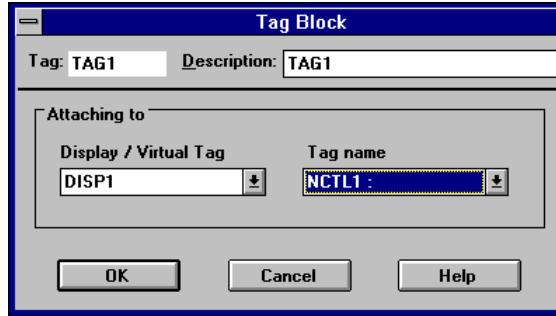 Tag Block
Tag: TAG1 Description: TAG1
Attaching to
Display / Virtual Tag Tag name
DISP1 NCTL1 :
OK Cancel Help